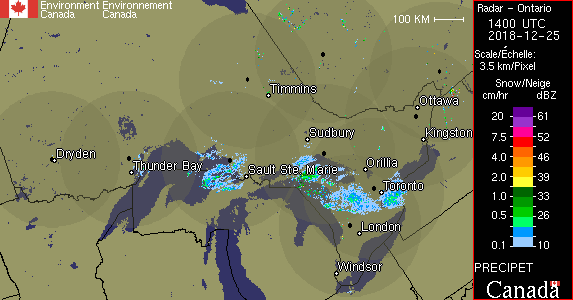 Environment Environnement
Canada Canada
100 KM
Timmins
Ottawa
Sudbury
Kingston
Dryden
Thunder Bay
Sault Ste. Marie
Orillia
Toronto
London
Windsor
Radar - Ontario
1400 UTC
2018-12-25
Scale/Échelle:
3.5 km/Pixel
Snow/Neige
cm/hr dBZ
20 61
7.5 52
4.0 46
2.0 39
1.0 33
0.5 26
0.1 10
PRECIPET
Canada